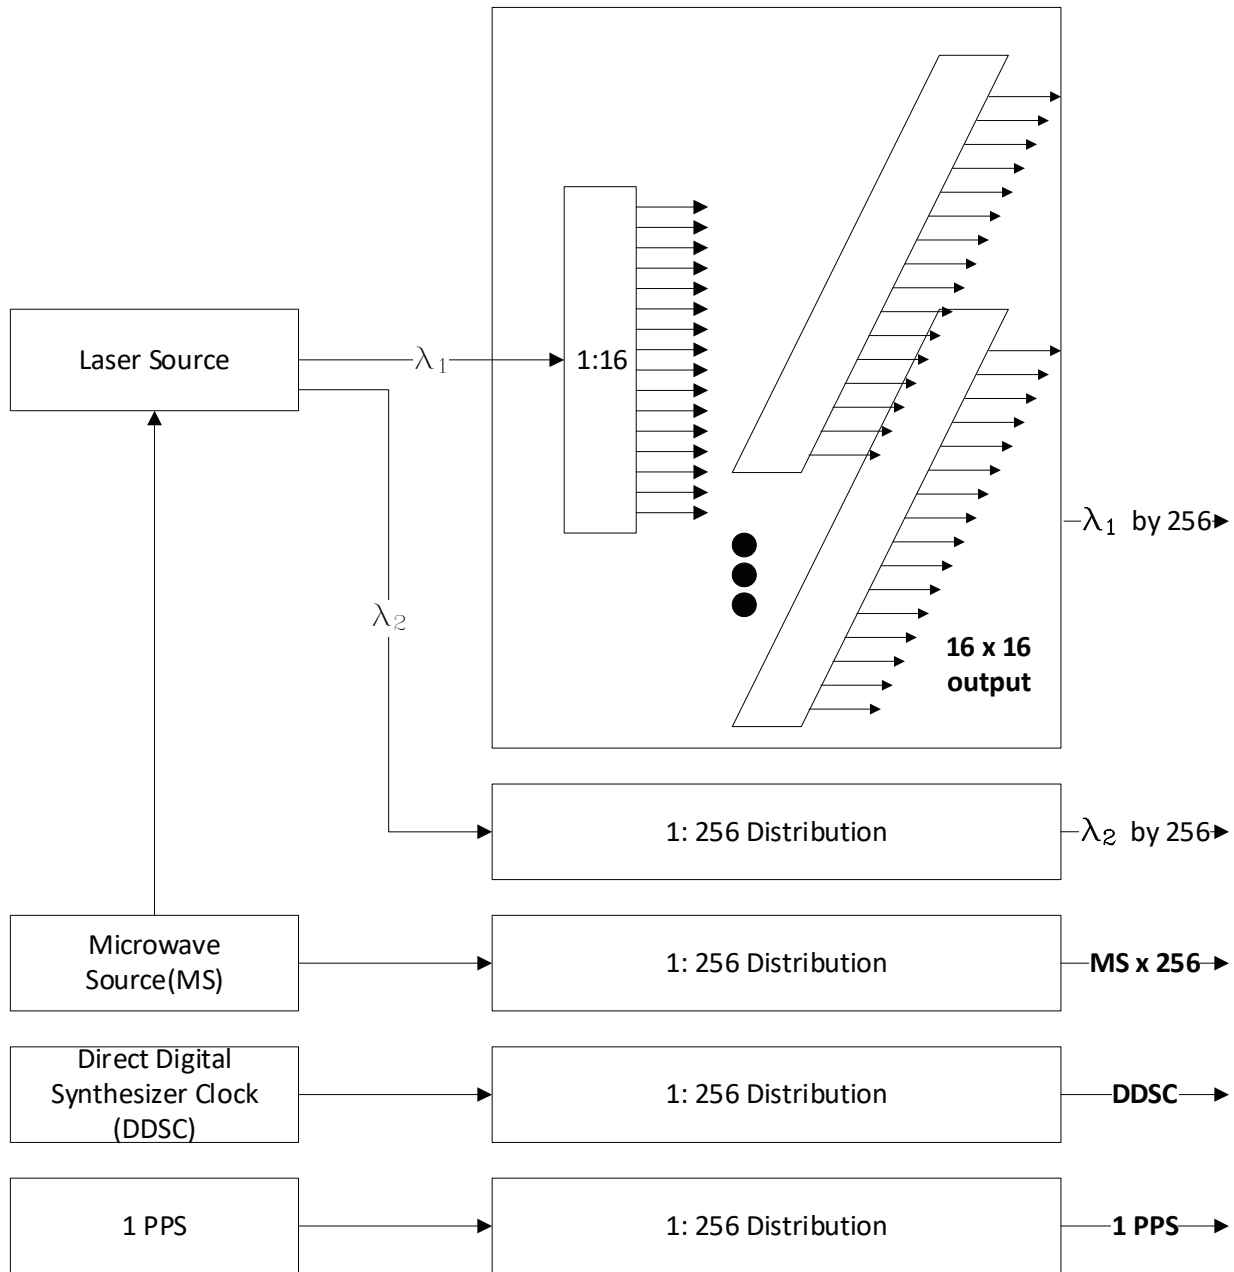 Laser Source
λ1
1:16
λ1 by 256
λ2
16 x 16
output
1: 256 Distribution
λ2 by 256
Microwave
Source(MS)
1: 256 Distribution
MS x 256
Direct Digital
Synthesizer Clock
(DDSC)
1: 256 Distribution
DDSC
1 PPS
1: 256 Distribution
1 PPS